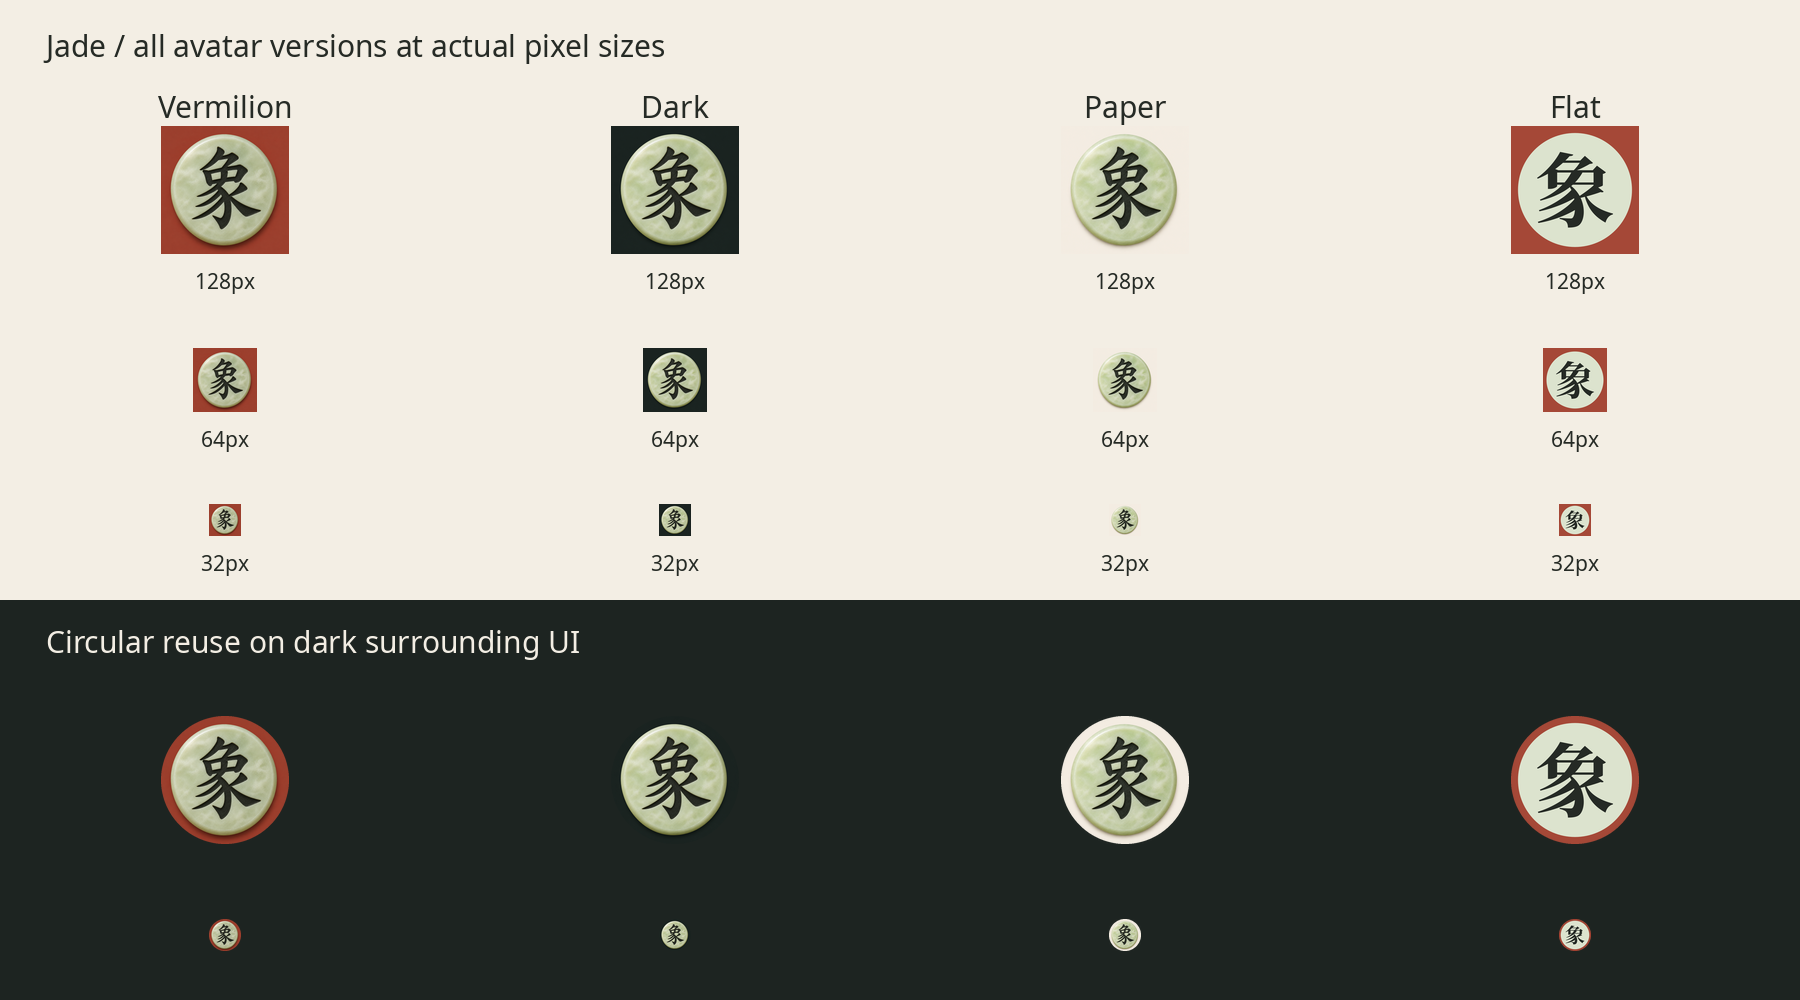 Jade / all avatar versions at actual pixel sizes
Vermilion Dark Paper Flat
象 象 象 象
128px 128px 128px 128px
象 象 象 象
64px 64px 64px 64px
象 象 象 象
32px 32px 32px 32px
Circular reuse on dark surrounding UI
象 象 象 象
象 象 象 象